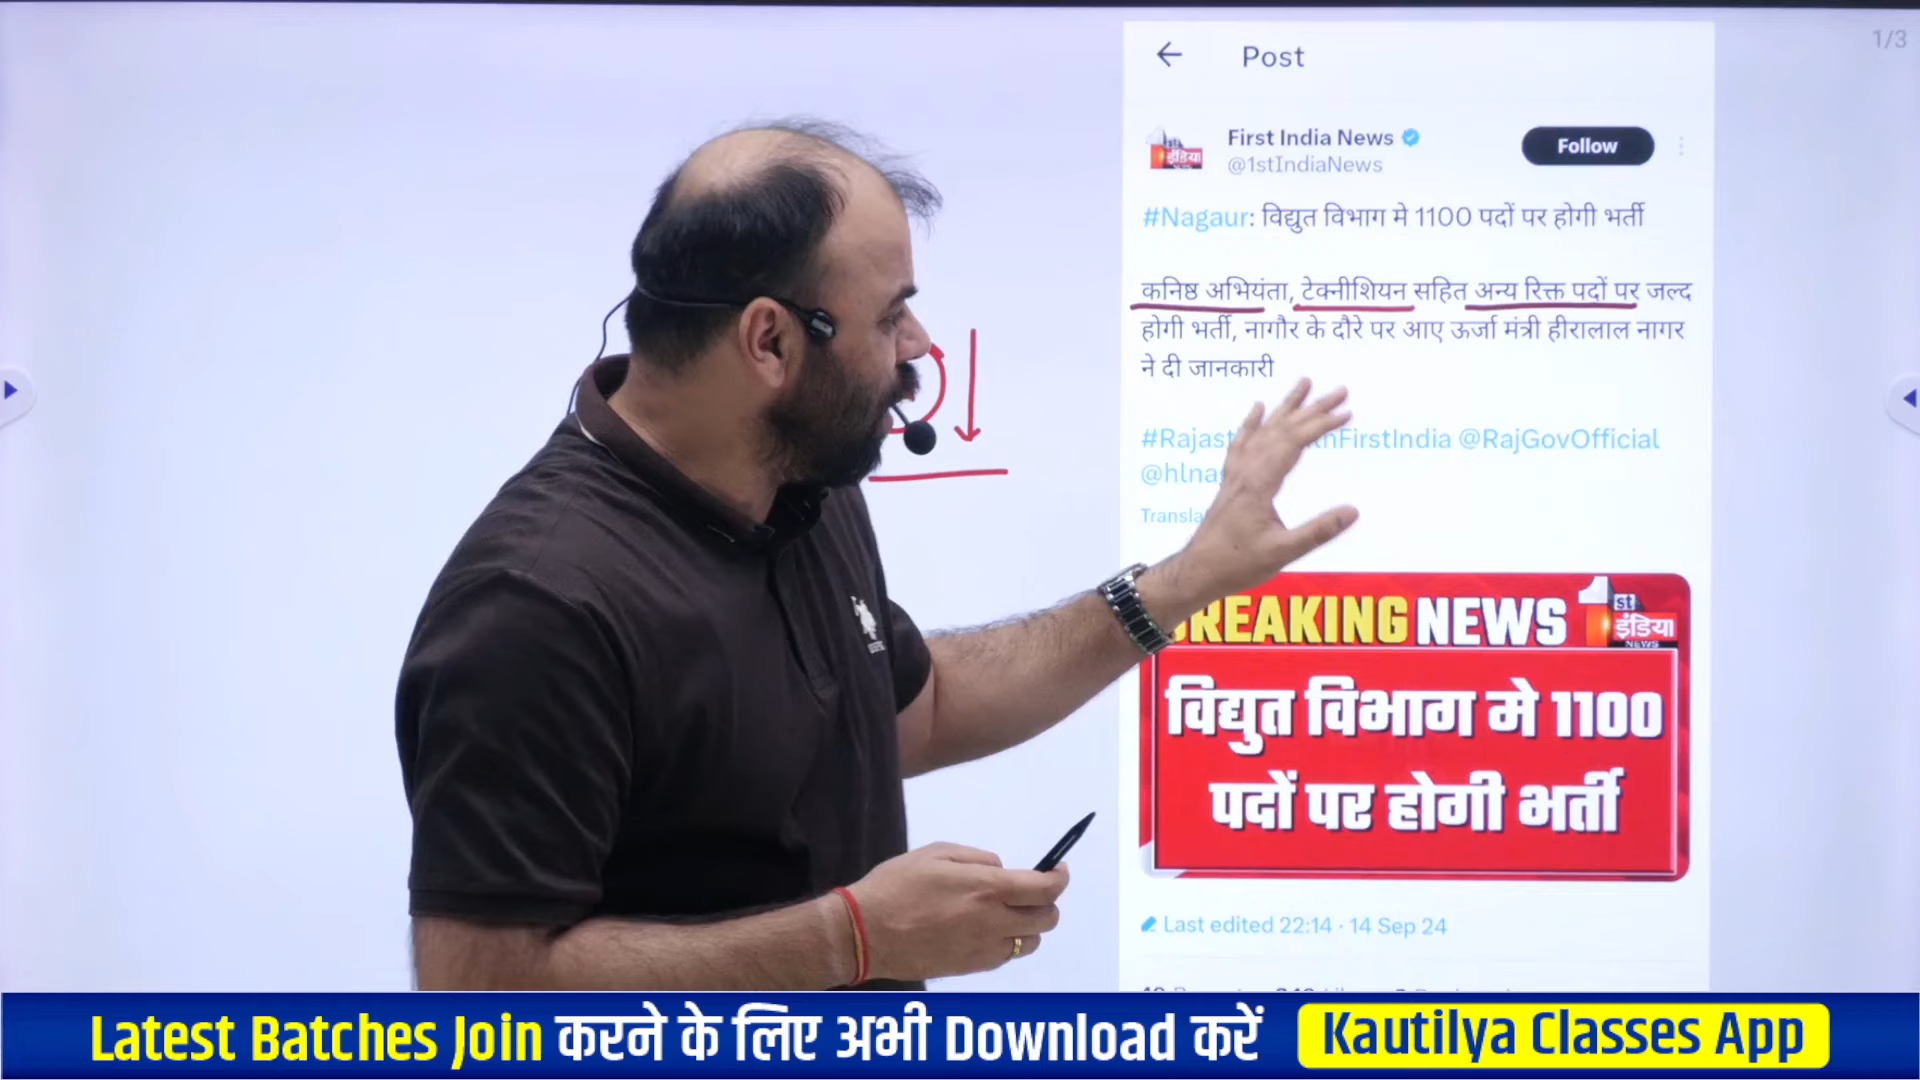 1/3
Post
First India News
@1stIndiaNews
Follow
#Nagaur: विद्युत विभाग मे 1100 पदों पर होगी भर्ती
कनिष्ठ अभियंता, टेक्नीशियन सहित अन्य रिक्त पदों पर जल्द
होगी भर्ती, नागौर के दौरे पर आए ऊर्जा मंत्री हीरालाल नागर
ने दी जानकारी
@RajGovOfficial
NEWS
1st
इंडिया
NEWS
विद्युत विभाग मे 1100
पदों पर होगी भर्ती
Last edited 22:14 · 14 Sep 24
Latest Batches Join करने के लिए अभी Download करें
Kautilya Classes App